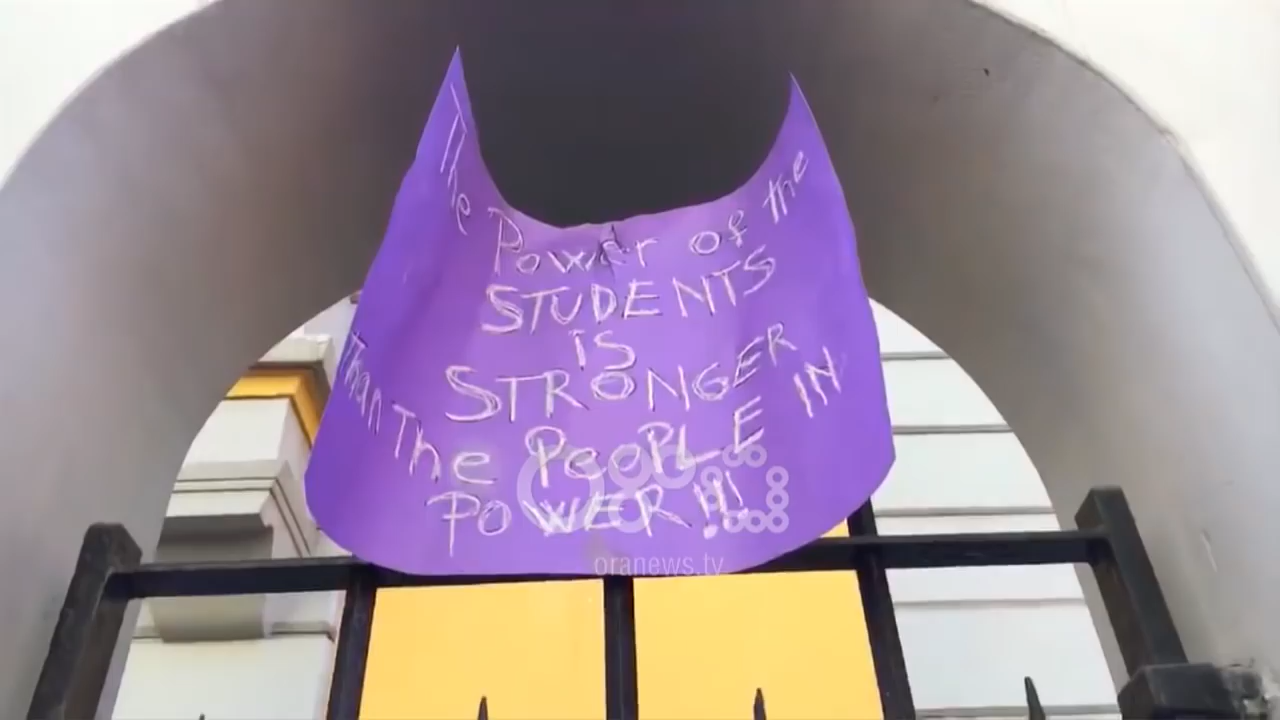 The Power of the
STUDENTS
is
STRONGER
Than The PeoPLE IN
POWER !!!
oranews.tv